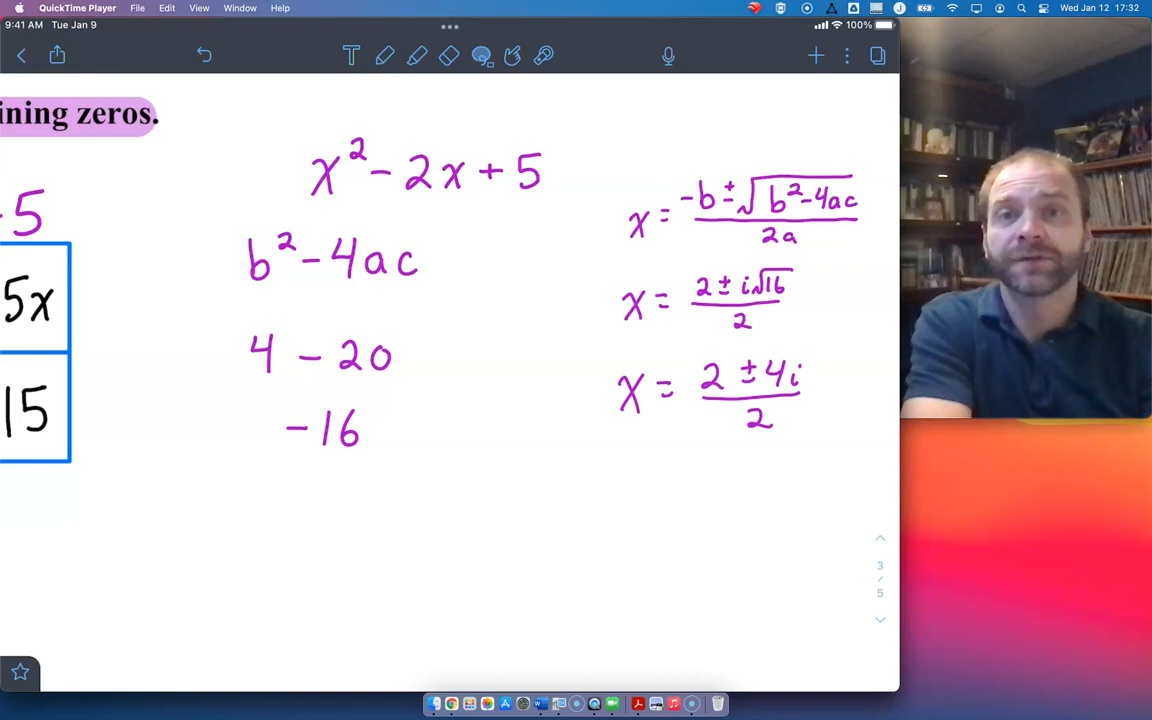 QuickTime Player File Edit View Window Help
Wed Jan 12 17:32
9:41 AM Tue Jan 9
100%
ining zeros.
x² - 2x + 5
b² - 4ac
4 - 20
-16
5
5x
15
x = -b ± √b² - 4ac / 2a
x = 2 ± i√16 / 2
x = 2 ± 4i / 2
3
/
5